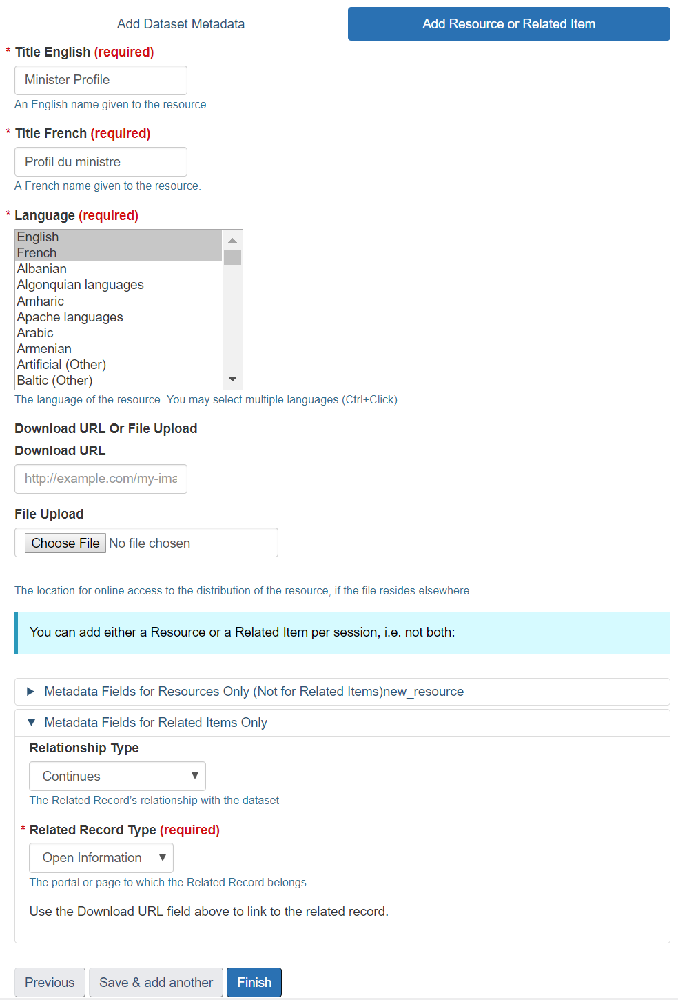 Add Dataset Metadata
Add Resource or Related Item
* Title English (required)
Minister Profile
An English name given to the resource.
* Title French (required)
Profil du ministre
A French name given to the resource.
* Language (required)
English
French
Albanian
Algonquian languages
Amharic
Apache languages
Arabic
Armenian
Artificial (Other)
Baltic (Other)
The language of the resource. You may select multiple languages (Ctrl+Click).
Download URL Or File Upload
Download URL
http://example.com/my-ima
File Upload
Choose File No file chosen
The location for online access to the distribution of the resource, if the file resides elsewhere.
You can add either a Resource or a Related Item per session, i.e. not both:
Metadata Fields for Resources Only (Not for Related Items)new_resource
Metadata Fields for Related Items Only
Relationship Type
Continues
The Related Record's relationship with the dataset
* Related Record Type (required)
Open Information
The portal or page to which the Related Record belongs
Use the Download URL field above to link to the related record.
Previous
Save & add another
Finish